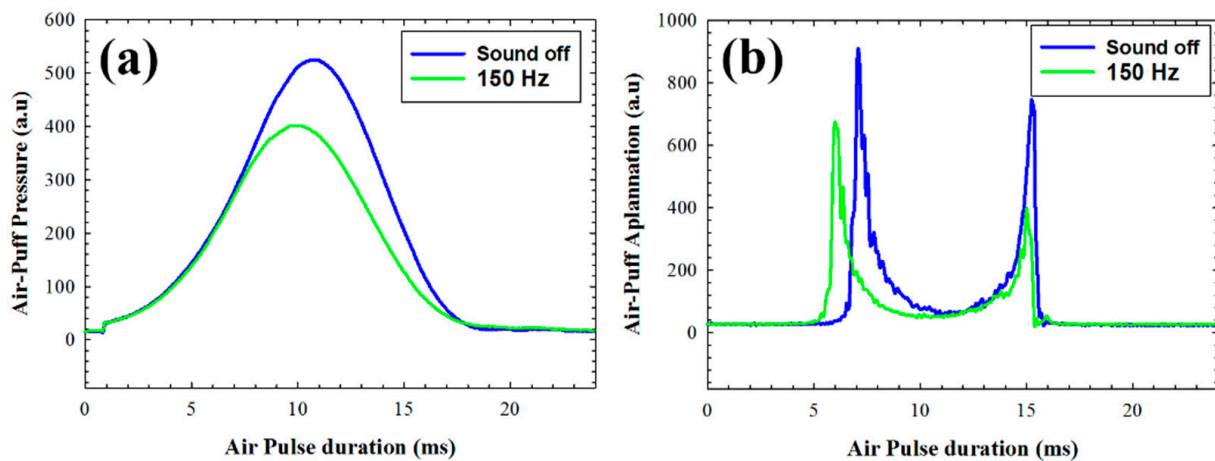 (a)
Sound off
150 Hz
Air-Puff Pressure (a.u)
600
500
400
300
200
100
0
0 5 10 15 20
Air Pulse duration (ms)
(b)
Sound off
150 Hz
Air-Puff Aplannation (a.u)
1000
800
600
400
200
0
0 5 10 15 20
Air Pulse duration (ms)